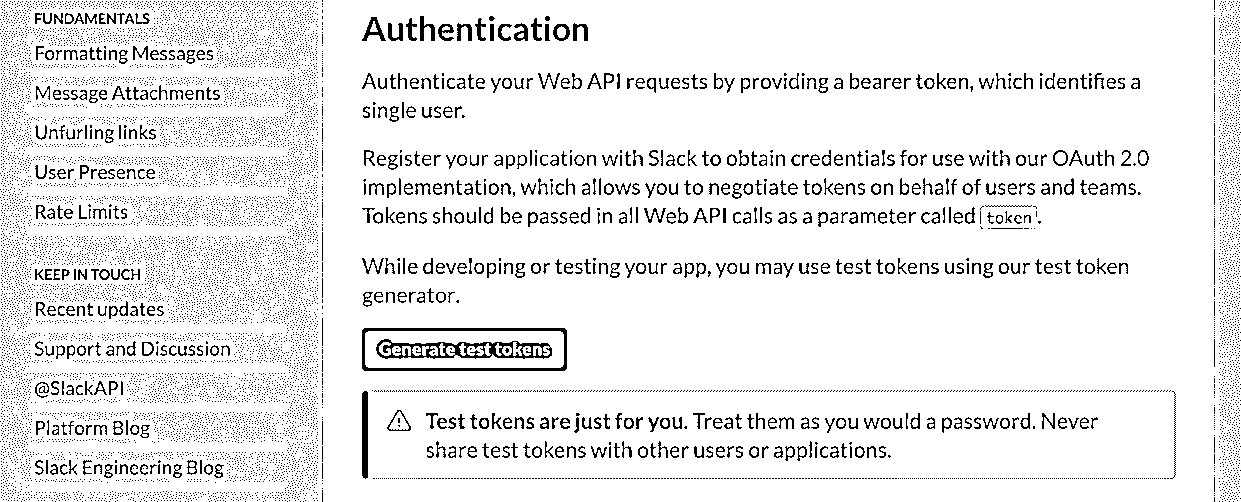 FUNDAMENTALS
Formatting Messages
Message Attachments
Unfurling links
User Presence
Rate Limits
KEEP IN TOUCH
Recent updates
Support and Discussion
@SlackAPI
Platform Blog
Slack Engineering Blog
Authentication
Authenticate your Web API requests by providing a bearer token, which identifies a
single user.
Register your application with Slack to obtain credentials for use with our OAuth 2.0
implementation, which allows you to negotiate tokens on behalf of users and teams.
Tokens should be passed in all Web API calls as a parameter called token.
While developing or testing your app, you may use test tokens using our test token
generator.
Generate test tokens
Test tokens are just for you. Treat them as you would a password. Never
share test tokens with other users or applications.